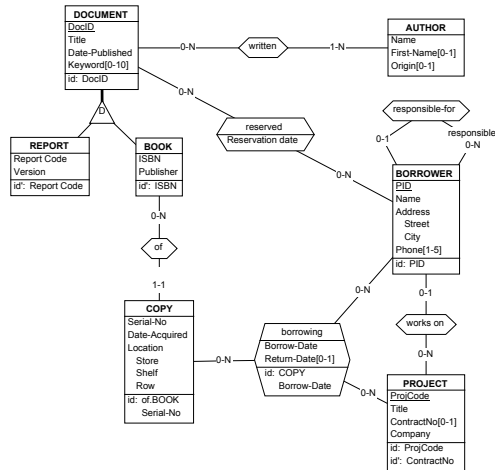 DOCUMENT
DocID
Title
Date-Published
Keyword[0-10]
id: DocID
0-N
written
1-N
AUTHOR
Name
First-Name[0-1]
Origin[0-1]
0-N
D
REPORT
Report Code
Version
id': Report Code
BOOK
ISBN
Publisher
id': ISBN
reserved
Reservation date
0-N
responsible-for
0-1
responsible
0-N
BORROWER
PID
Name
Address
Street
City
Phone[1-5]
id: PID
0-N
of
1-1
COPY
Serial-No
Date-Acquired
Location
Store
Shelf
Row
id: of.BOOK
Serial-No
0-N
borrowing
Borrow-Date
Return-Date[0-1]
id: COPY
Borrow-Date
0-N
0-N
0-1
works on
0-N
PROJECT
ProjCode
Title
ContractNo[0-1]
Company
id: ProjCode
id': ContractNo